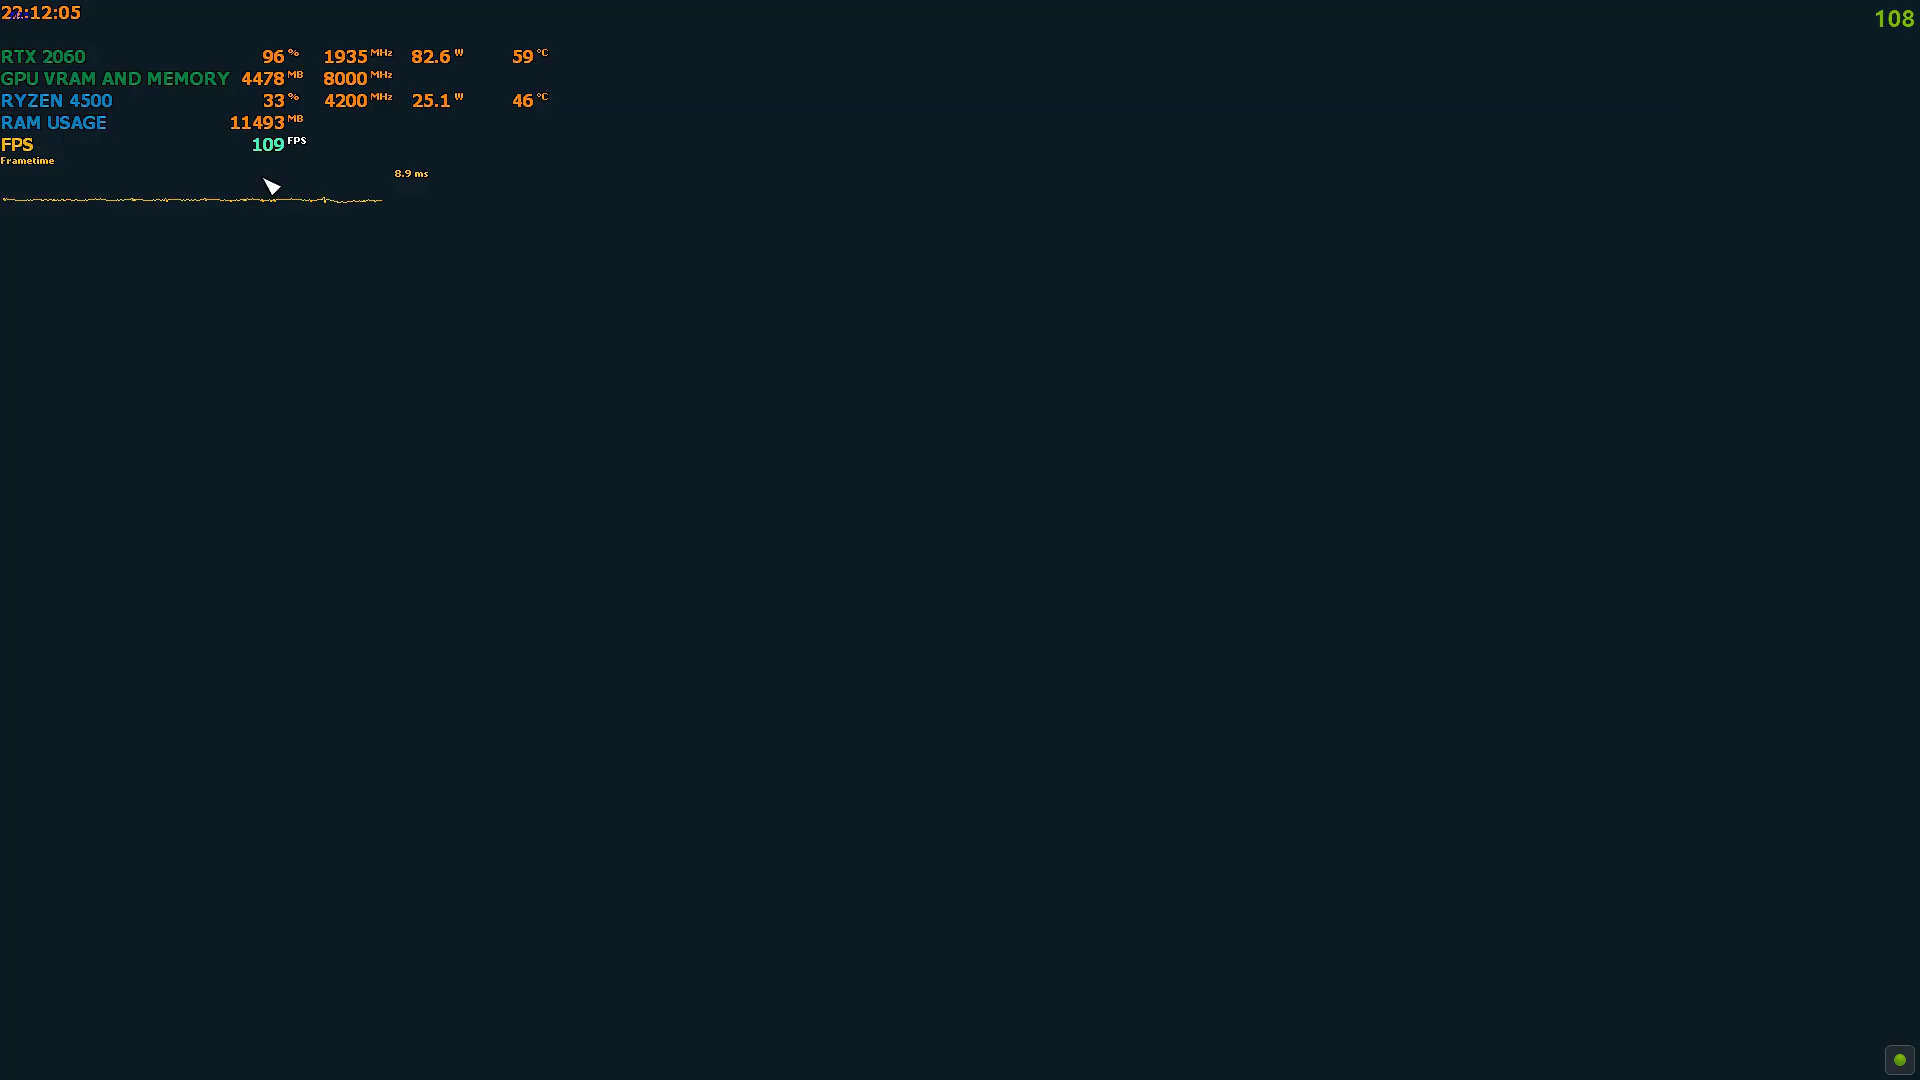 22:12:05
108
RTX 2060 96 % 1935 MHz 82.6 W 59 °C
GPU VRAM AND MEMORY 4478 MB 8000 MHz
RYZEN 4500 33 % 4200 MHz 25.1 W 46 °C
RAM USAGE 11493 MB
FPS 109 FPS
Frametime
8.9 ms